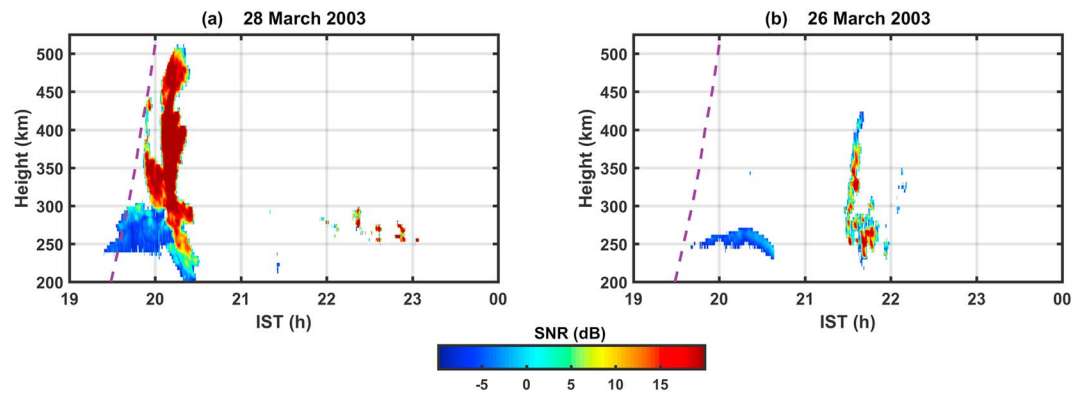 (a) 28 March 2003
(b) 26 March 2003
Height (km)
500
450
400
350
300
250
200
19 20 21 22 23 00
IST (h)
Height (km)
500
450
400
350
300
250
200
19 20 21 22 23 00
IST (h)
SNR (dB)
-5 0 5 10 15